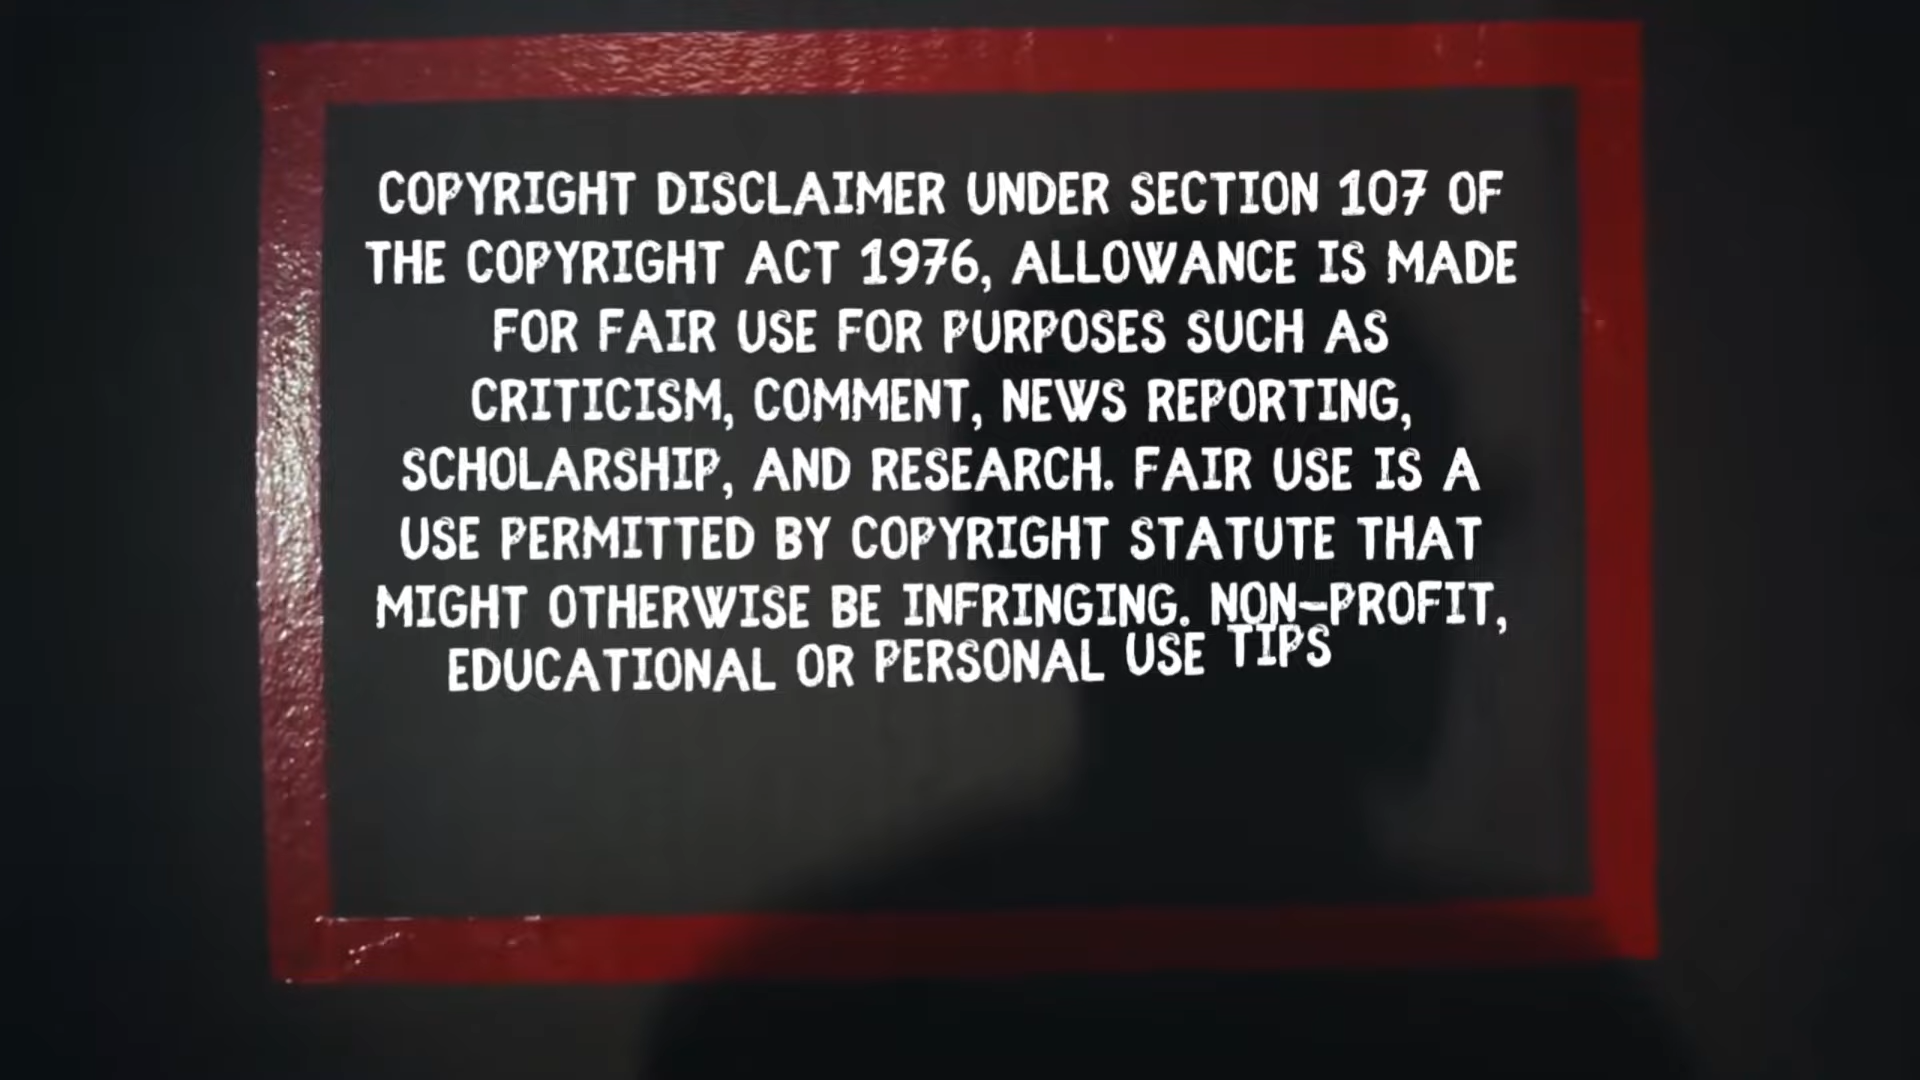 COPYRIGHT DISCLAIMER UNDER SECTION 107 OF
THE COPYRIGHT ACT 1976, ALLOWANCE IS MADE
FOR FAIR USE FOR PURPOSES SUCH AS
CRITICISM, COMMENT, NEWS REPORTING,
SCHOLARSHIP, AND RESEARCH. FAIR USE IS A
USE PERMITTED BY COPYRIGHT STATUTE THAT
MIGHT OTHERWISE BE INFRINGING. NON-PROFIT,
EDUCATIONAL OR PERSONAL USE TIPS